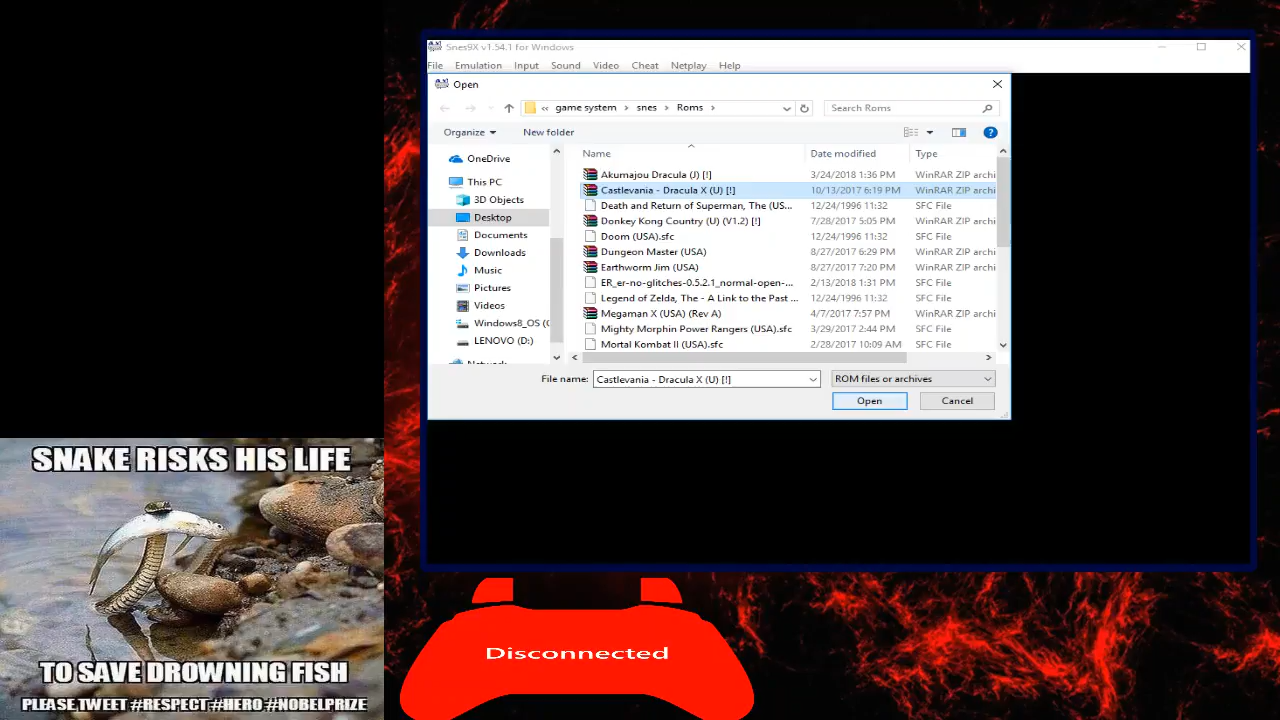 Snes9X v1.54.1 for Windows
File Emulation Input Sound Video Cheat Netplay Help
Open
« game system › snes › Roms ›
Search Roms
Organize New folder
OneDrive
This PC
3D Objects
Desktop
Documents
Downloads
Music
Pictures
Videos
Windows8_OS (C
LENOVO (D:)
Name Date modified Type
Akumajou Dracula (J) [!] 3/24/2018 1:36 PM WinRAR ZIP archi
Castlevania - Dracula X (U) [!] 10/13/2017 6:19 PM WinRAR ZIP archi
Death and Return of Superman, The (US... 12/24/1996 11:32 SFC File
Donkey Kong Country (U) (V1.2) [!] 7/28/2017 5:05 PM WinRAR ZIP archi
Doom (USA).sfc 12/24/1996 11:32 SFC File
Dungeon Master (USA) 8/27/2017 6:29 PM WinRAR ZIP archi
Earthworm Jim (USA) 8/27/2017 7:20 PM WinRAR ZIP archi
ER_er-no-glitches-0.5.2.1_normal-open-... 2/13/2018 1:31 PM SFC File
Legend of Zelda, The - A Link to the Past ... 12/24/1996 11:32 SFC File
Megaman X (USA) (Rev A) 4/7/2017 7:57 PM WinRAR ZIP archi
Mighty Morphin Power Rangers (USA).sfc 3/29/2017 2:44 PM SFC File
Mortal Kombat II (USA).sfc 2/28/2017 10:09 AM SFC File
File name: Castlevania - Dracula X (U) [!]
ROM files or archives
Open Cancel
SNAKE RISKS HIS LIFE
TO SAVE DROWNING FISH
PLEASE,TWEET #RESPECT #HERO #NOBELPRIZE
Disconnected